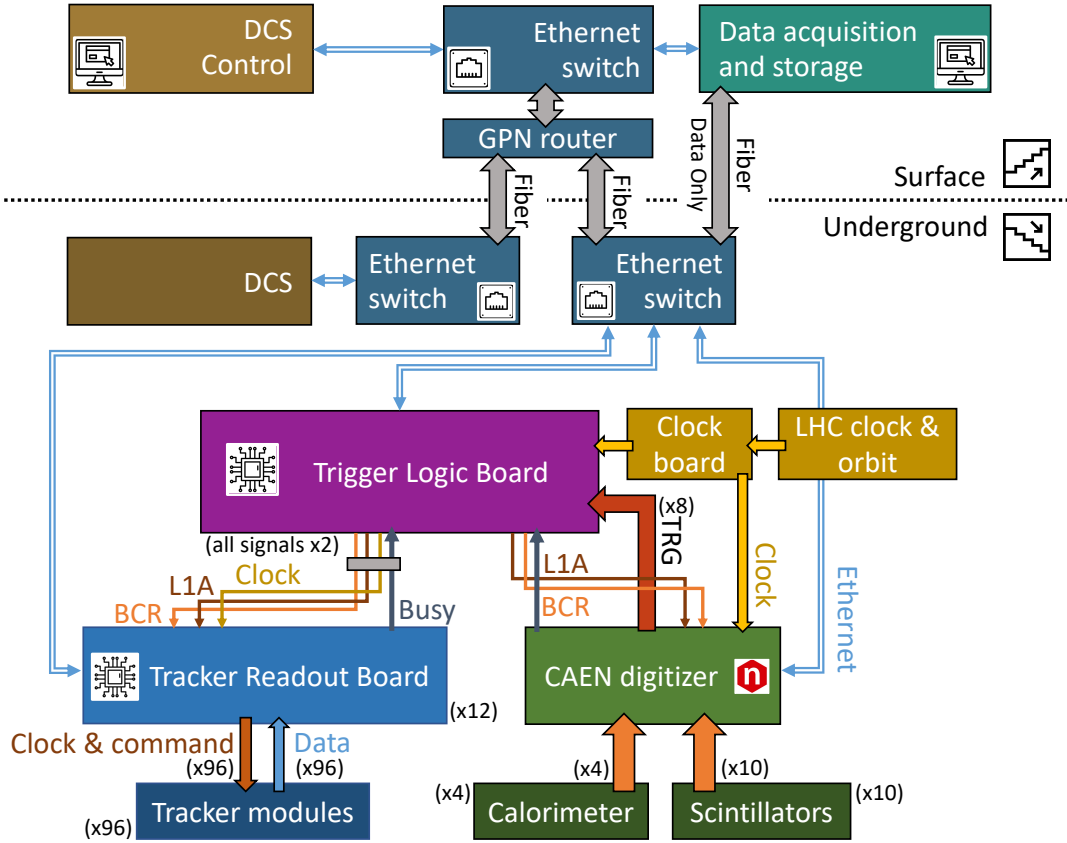 DCS
Control
Ethernet
switch
Data acquisition
and storage
GPN router
Fiber
Fiber
Data Only
Fiber
Surface
Underground
DCS
Ethernet
switch
Ethernet
switch
Trigger Logic Board
Clock
board
LHC clock &
orbit
(x8)
TRG
(all signals x2)
Clock
L1A
BCR
Busy
L1A
BCR
Clock
Ethernet
Tracker Readout Board
(x12)
CAEN digitizer
n
Clock & command
(x96)
Data
(x96)
(x4)
(x10)
(x96)
Tracker modules
(x4)
Calorimeter
Scintillators
(x10)